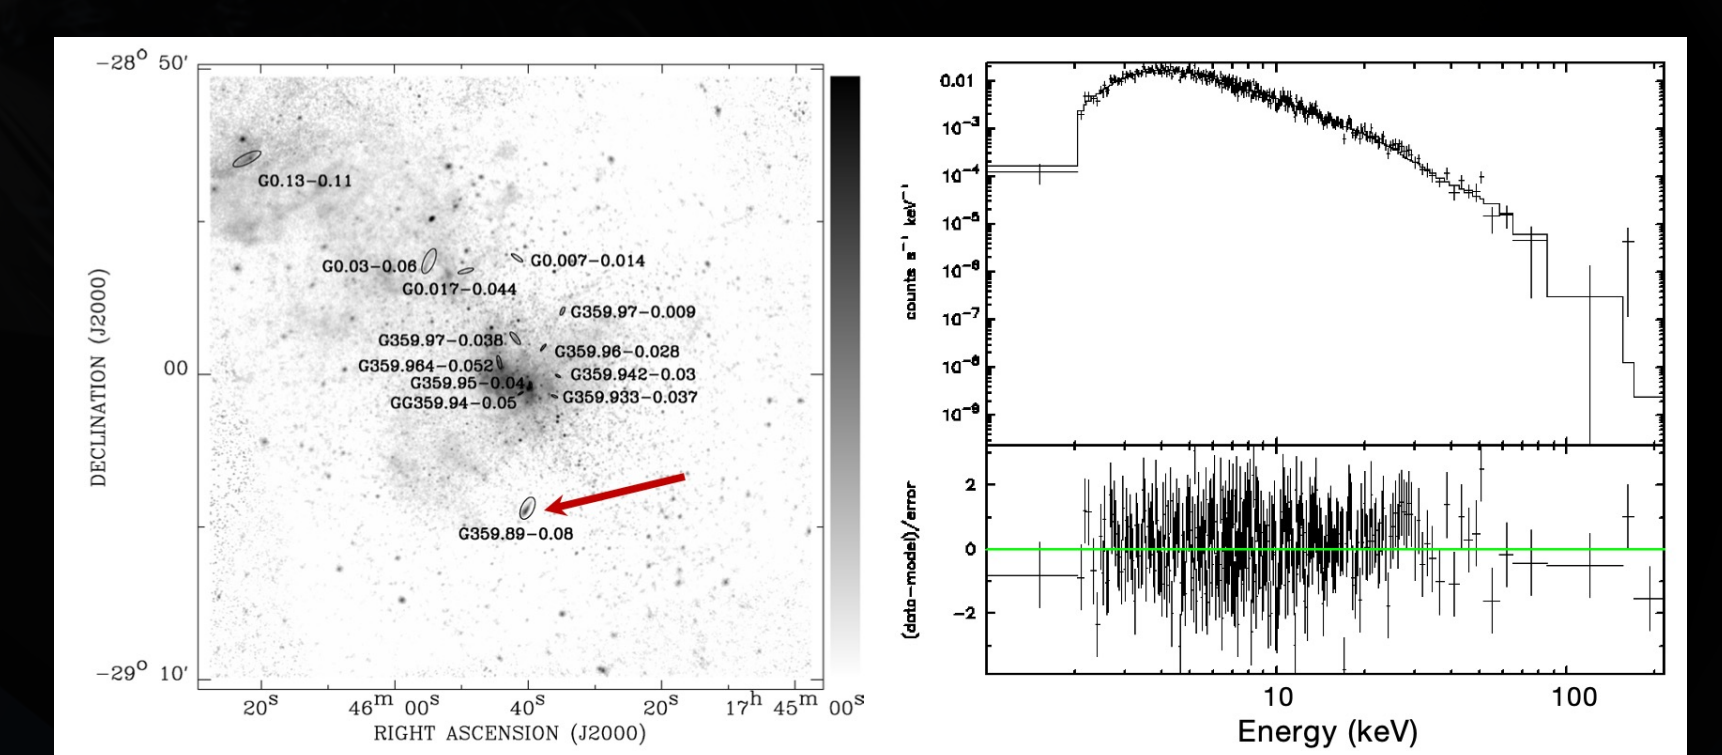 −28° 50'
G0.13−0.11
G0.03−0.06
G0.007−0.014
G0.017−0.044
G359.97−0.009
G359.97−0.038
G359.96−0.028
G359.964−0.052
G359.942−0.03
G359.95−0.04
GG359.94−0.05
G359.933−0.037
G359.89−0.08
00
−29° 10'
DECLINATION (J2000)
20ˢ 46ᵐ 00ˢ 40ˢ 20ˢ 17ʰ 45ᵐ 00ˢ
RIGHT ASCENSION (J2000)
0.01
10⁻³
10⁻⁴
10⁻⁵
10⁻⁶
10⁻⁷
10⁻⁸
10⁻⁹
counts s⁻¹ keV⁻¹
2
0
−2
(data−model)/error
10 100
Energy (keV)